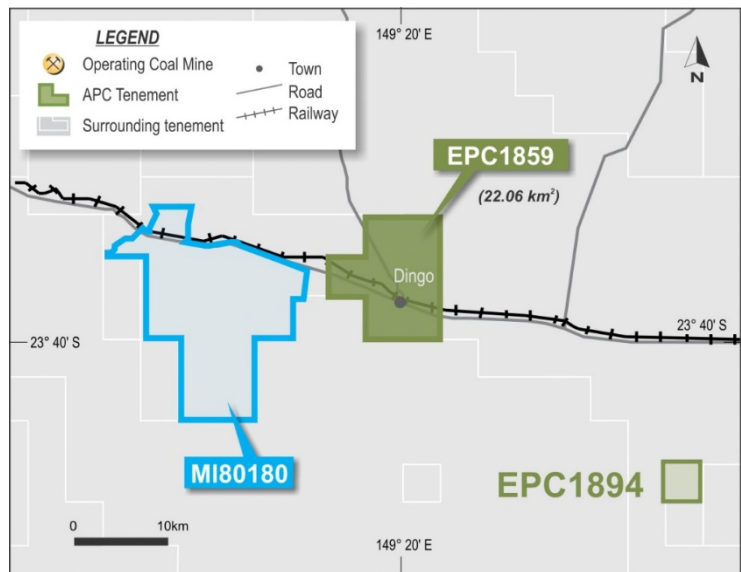 LEGEND
Operating Coal Mine
APC Tenement
Surrounding tenement
Town
Road
Railway
149° 20' E
N
EPC1859
(22.06 km²)
Dingo
23° 40' S
23° 40' S
MI80180
EPC1894
0 10km
149° 20' E